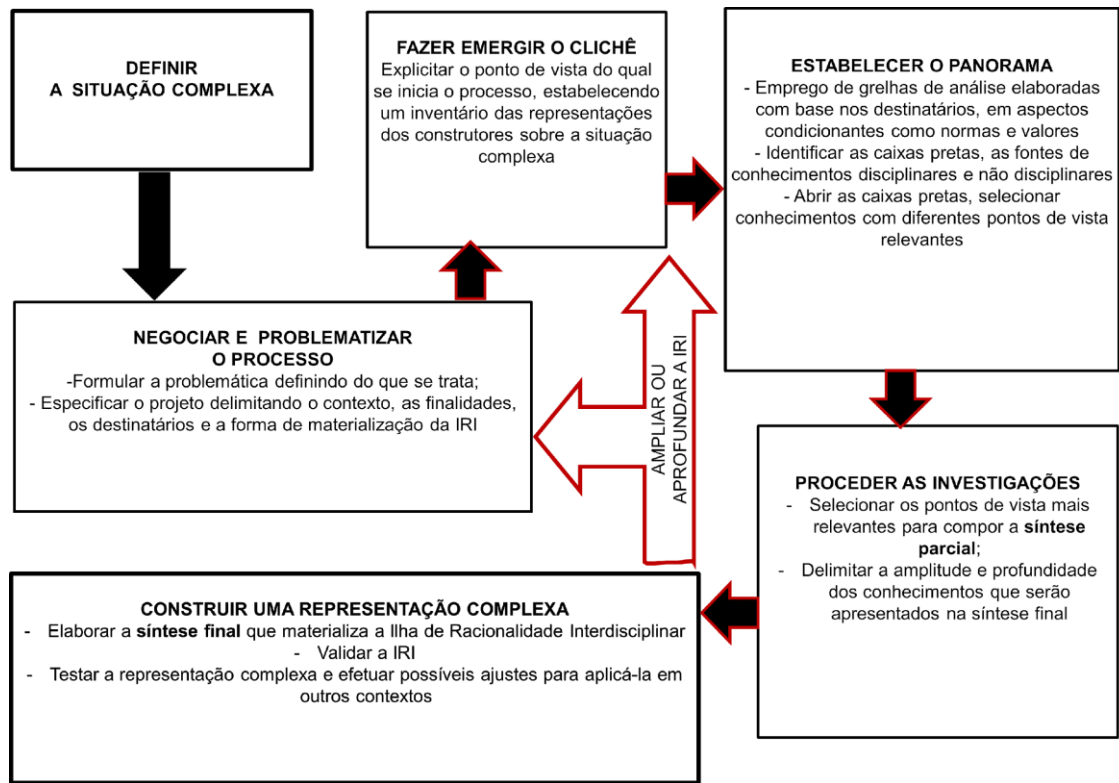 DEFINIR
A SITUAÇÃO COMPLEXA
FAZER EMERGIR O CLICHÊ
Explicitar o ponto de vista do qual
se inicia o processo, estabelecendo
um inventário das representações
dos construtores sobre a situação
complexa
ESTABELECER O PANORAMA
- Emprego de grelhas de análise elaboradas
com base nos destinatários, em aspectos
condicionantes como normas e valores
- Identificar as caixas pretas, as fontes de
conhecimentos disciplinares e não disciplinares
- Abrir as caixas pretas, selecionar
conhecimentos com diferentes pontos de vista
relevantes
NEGOCIAR E PROBLEMATIZAR
O PROCESSO
-Formular a problemática definindo do que se trata;
- Especificar o projeto delimitando o contexto, as finalidades,
os destinatários e a forma de materialização da IRI
AMPLIAR OU
APROFUNDAR A IRI
PROCEDER AS INVESTIGAÇÕES
- Selecionar os pontos de vista mais
relevantes para compor a síntese
parcial;
- Delimitar a amplitude e profundidade
dos conhecimentos que serão
apresentados na síntese final
CONSTRUIR UMA REPRESENTAÇÃO COMPLEXA
- Elaborar a síntese final que materializa a Ilha de Racionalidade Interdisciplinar
- Validar a IRI
- Testar a representação complexa e efetuar possíveis ajustes para aplicá-la em
outros contextos